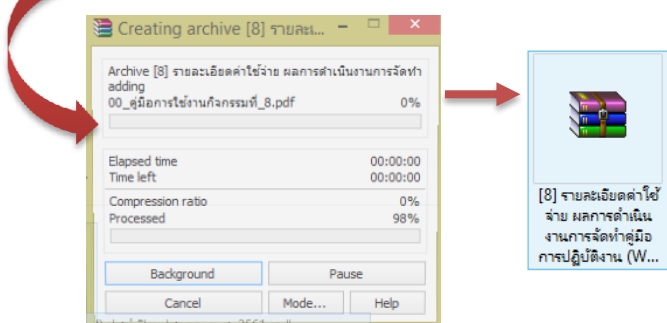 Creating archive [8] รายละเ...
Archive [8] รายละเอียดค่าใช้จ่าย ผลการดำเนินงานการจัดทำ
adding
00_คู่มือการใช้งานกิจกรรมที่_8.pdf 0%
Elapsed time 00:00:00
Time left 00:00:00
Compression ratio 0%
Processed 98%
Background Pause
Cancel Mode... Help
[8] รายละเอียดค่าใช้
จ่าย ผลการดำเนิน
งานการจัดทำคู่มือ
การปฏิบัติงาน (W...